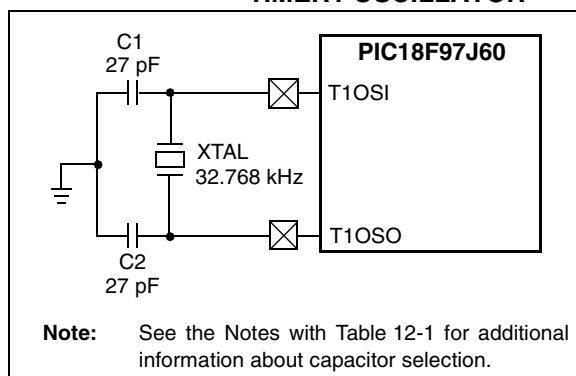 TIMER1 OSCILLATOR
C1
27 pF
PIC18F97J60
T1OSI
XTAL
32.768 kHz
T1OSO
C2
27 pF
Note: See the Notes with Table 12-1 for additional
information about capacitor selection.